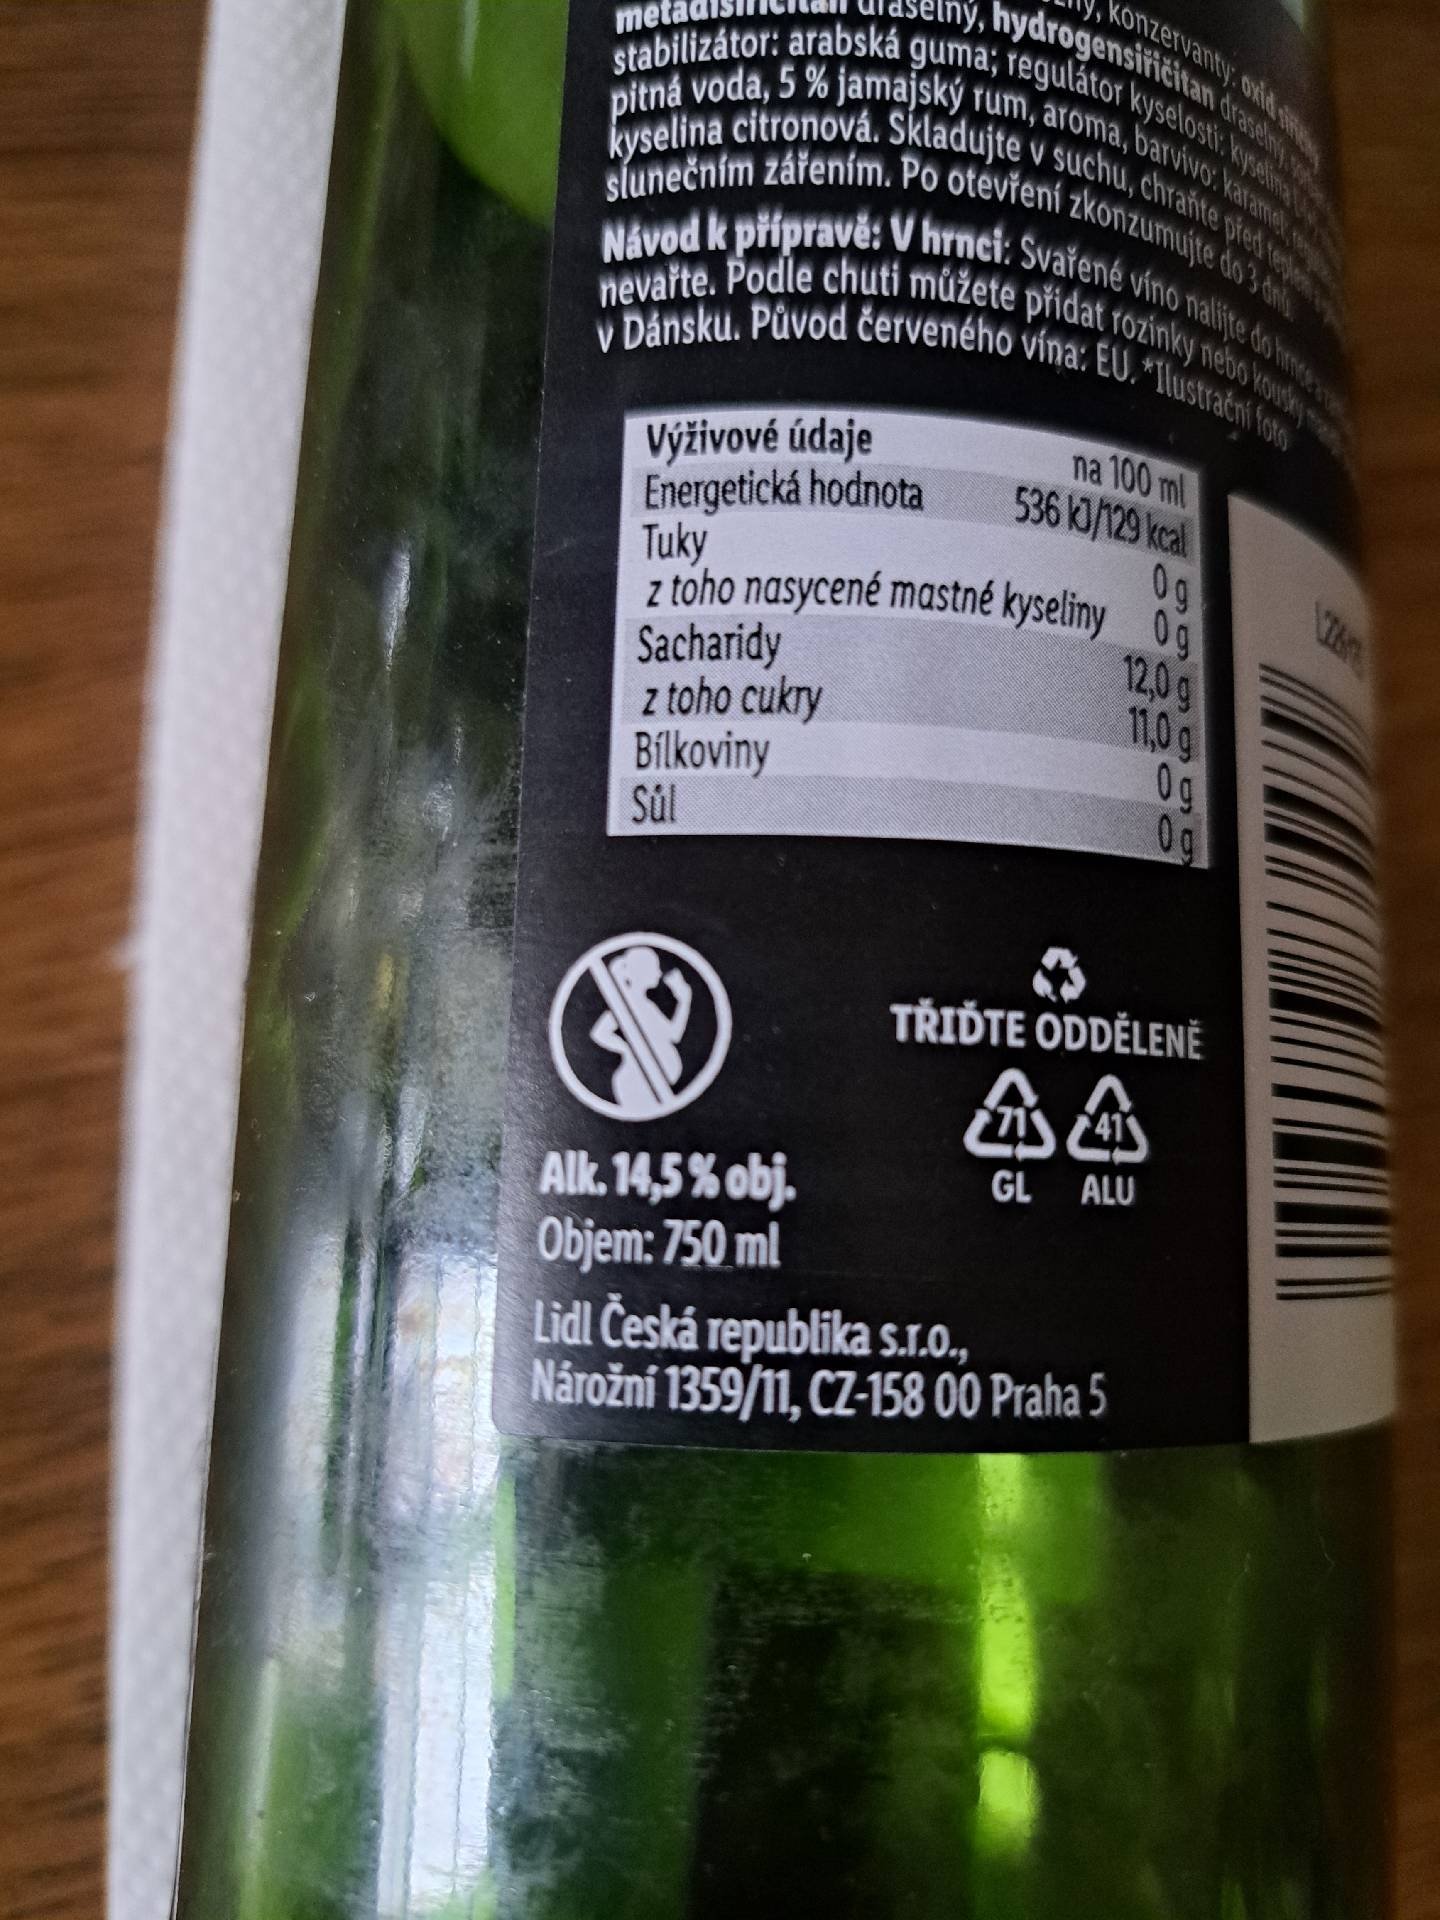 konzervanty: oxid
metadisiřičitan draselný, hydrogensiřičitan draselný,
stabilizátor: arabská guma; regulátor kyselosti: kyselina
pitná voda, 5 % jamajský rum, aroma, barvivo: karamel,
kyselina citronová. Skladujte v suchu, chraňte před
slunečním zářením. Po otevření zkonzumujte do 3 dnů
Návod k přípravě: V hrnci: Svařené víno nalijte do hrnce
nevařte. Podle chuti můžete přidat rozinky nebo kousky
v Dánsku. Původ červeného vína: EU. *Ilustrační foto
Výživové údaje na 100 ml
Energetická hodnota 536 kJ/129 kcal
Tuky 0 g
z toho nasycené mastné kyseliny 0 g
Sacharidy 12,0 g
z toho cukry 11,0 g
Bílkoviny 0 g
Sůl 0 g
TŘIĎTE ODDĚLENĚ
71 41
GL ALU
Alk. 14,5 % obj.
Objem: 750 ml
Lidl Česká republika s.r.o.,
Nárožní 1359/11, CZ-158 00 Praha 5